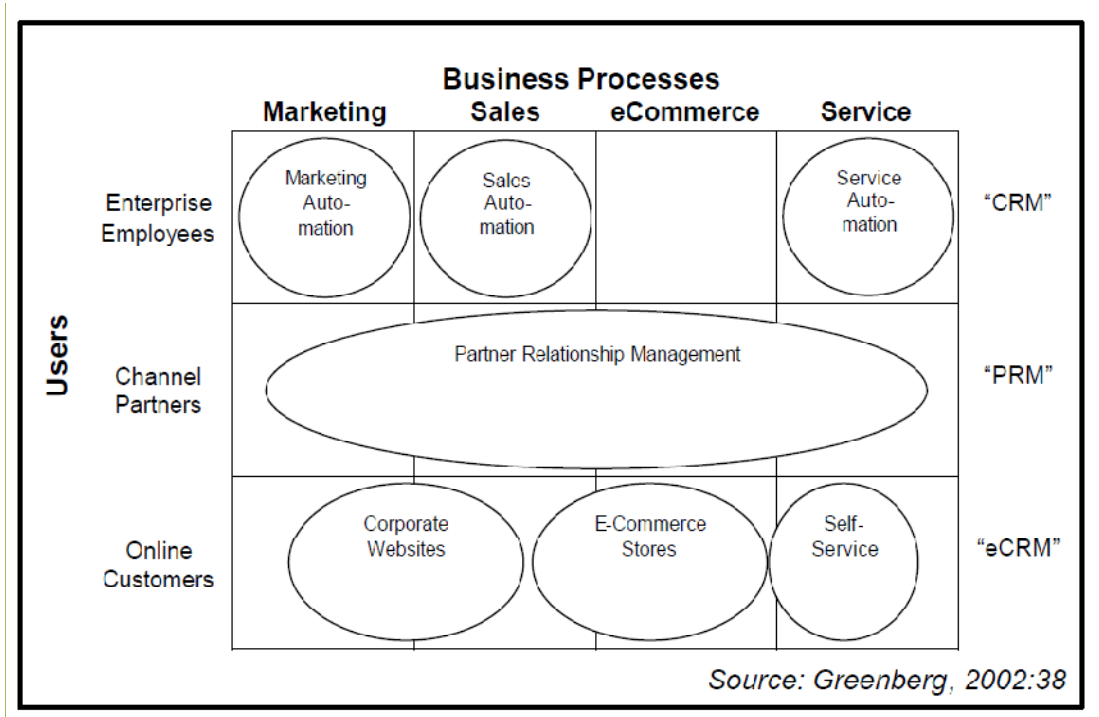 Business Processes
Marketing Sales eCommerce Service
Marketing
Auto-
mation
Sales
Auto-
mation
Service
Auto-
mation
Enterprise
Employees
“CRM”
Users
Partner Relationship Management
Channel
Partners
“PRM”
Corporate
Websites
E-Commerce
Stores
Self-
Service
Online
Customers
“eCRM”
Source: Greenberg, 2002:38